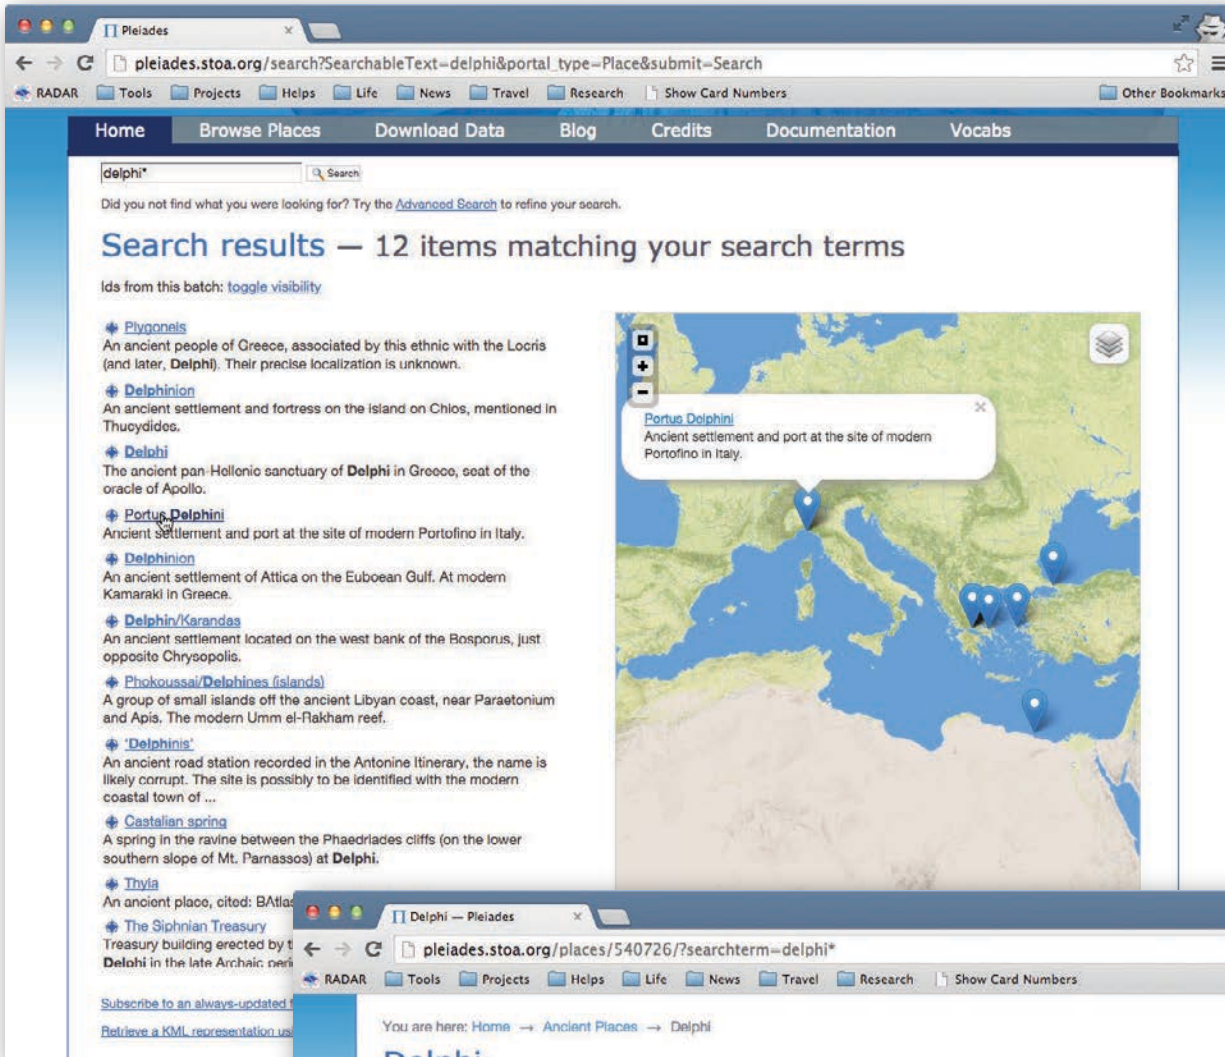 Pleiades
pleiades.stoa.org/search?SearchableText=delphi&portal_type=Place&submit=Search
RADAR Tools Projects Helps Life News Travel Research Show Card Numbers Other Bookmarks
Home Browse Places Download Data Blog Credits Documentation Vocabs
delphi* Search
Did you not find what you were looking for? Try the Advanced Search to refine your search.
Search results — 12 items matching your search terms
Ids from this batch: toggle visibility
Plygoneis
An ancient people of Greece, associated by this ethnic with the Locris
(and later, Delphi). Their precise localization is unknown.
Delphinion
An ancient settlement and fortress on the island on Chios, mentioned in
Thucydides.
Delphi
The ancient pan-Hellenic sanctuary of Delphi in Greece, seat of the
oracle of Apollo.
Portus Delphini
Ancient settlement and port at the site of modern Portofino in Italy.
Delphinion
An ancient settlement of Attica on the Euboean Gulf. At modern
Kamaraki in Greece.
Delphin/Karandas
An ancient settlement located on the west bank of the Bosporus, just
opposite Chrysopolis.
Phokoussai/Delphines (islands)
A group of small islands off the ancient Libyan coast, near Paraetonium
and Apis. The modern Umm el-Rakham reef.
'Delphinis'
An ancient road station recorded in the Antonine Itinerary, the name is
likely corrupt. The site is possibly to be identified with the modern
coastal town of ...
Castalian spring
A spring in the ravine between the Phaedriades cliffs (on the lower
southern slope of Mt. Parnassos) at Delphi.
Thyia
An ancient place, cited: BAtlas
The Siphnian Treasury
Treasury building erected by t
Delphi in the late Archaic peri
Subscribe to an always-updated f
Retrieve a KML representation us
Portus Delphini
Ancient settlement and port at the site of modern
Portofino in Italy.
Delphi — Pleiades
pleiades.stoa.org/places/540726/?searchterm=delphi*
RADAR Tools Projects Helps Life News Travel Research Show Card Numbers
You are here: Home → Ancient Places → Delphi
Delphi